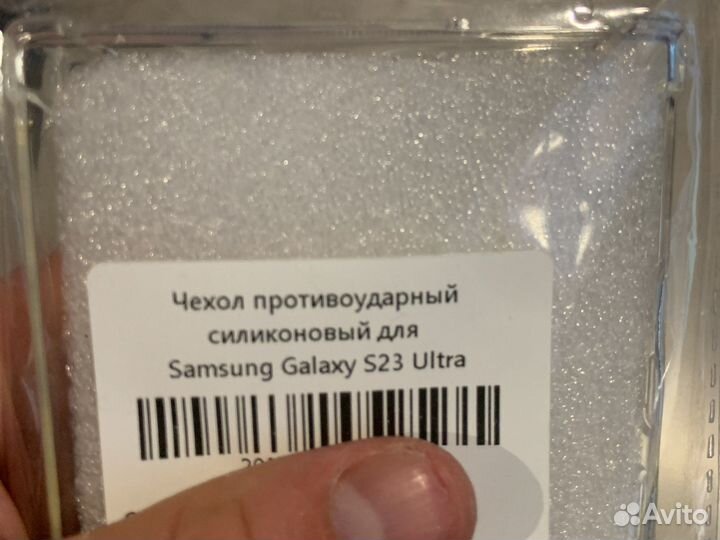 Чехол противоударный
силиконовый для
Samsung Galaxy S23 Ultra
Avito